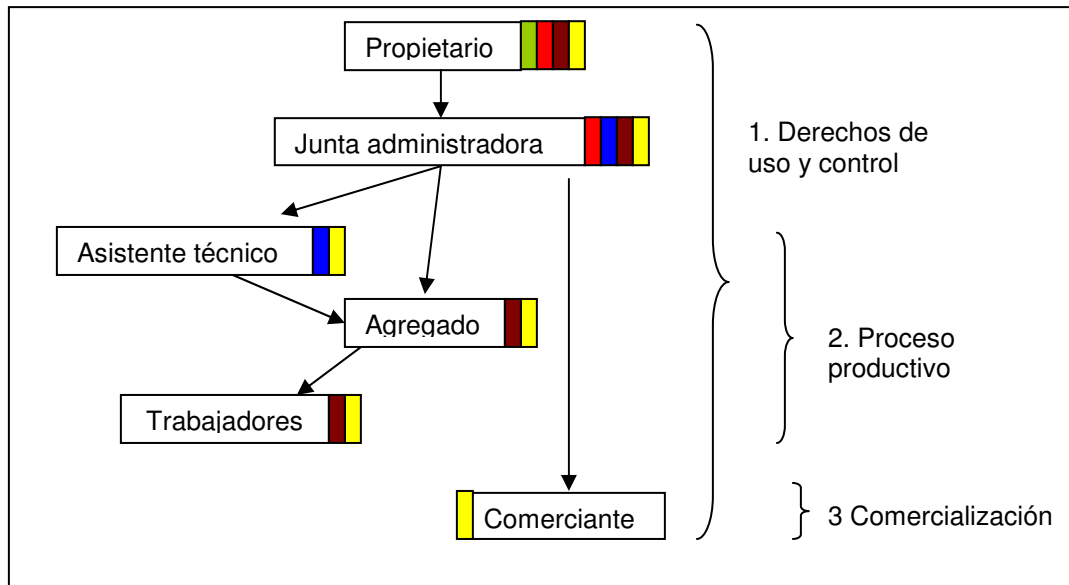 Propietario
Junta administradora
1. Derechos de
uso y control
Asistente técnico
Agregado
2. Proceso
productivo
Trabajadores
Comerciante
3 Comercialización